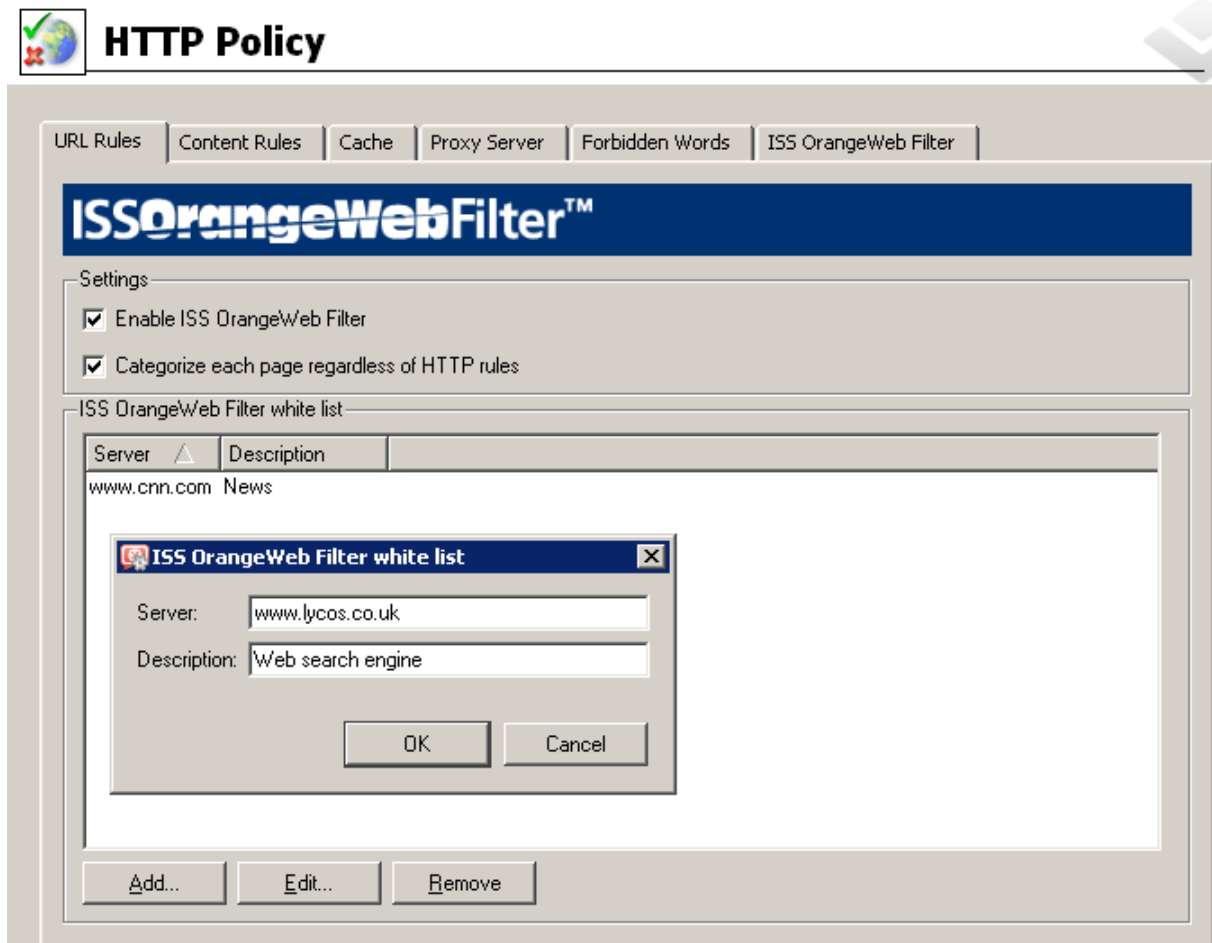 HTTP Policy
URL Rules Content Rules Cache Proxy Server Forbidden Words ISS OrangeWeb Filter
ISSOrangeWebFilter™
Settings
Enable ISS OrangeWeb Filter
Categorize each page regardless of HTTP rules
ISS OrangeWeb Filter white list
Server Description
www.cnn.com News
ISS OrangeWeb Filter white list
Server: www.lycos.co.uk
Description: Web search engine
OK Cancel
Add... Edit... Remove